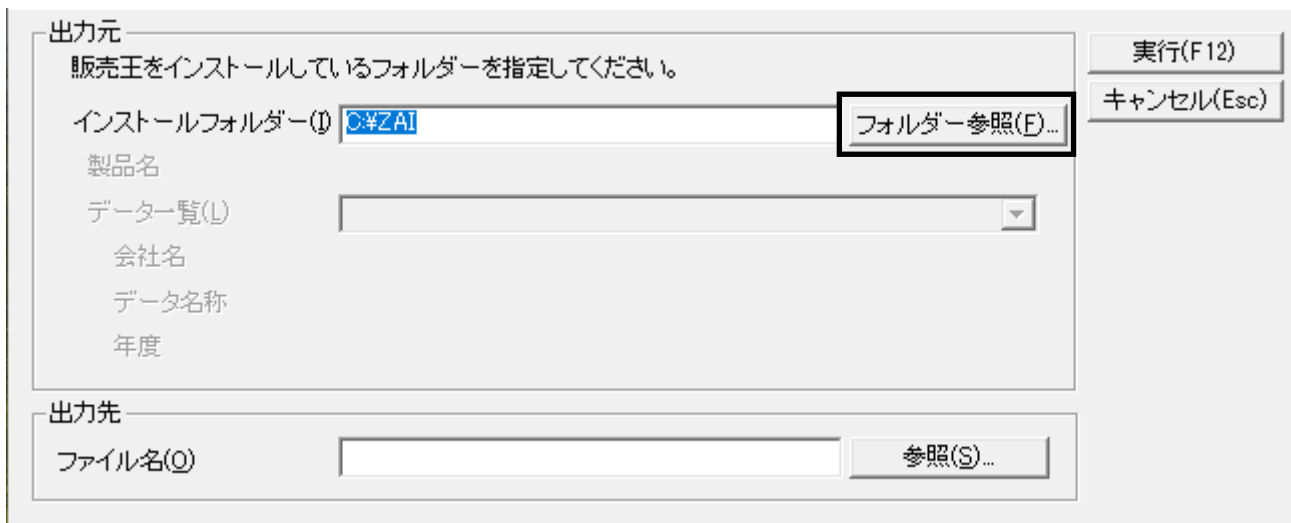 出力元
販売王をインストールしているフォルダーを指定してください。
インストールフォルダー(I) C:¥ZAI フォルダー参照(F)...
製品名
データ一覧(L)
会社名
データ名称
年度
出力先
ファイル名(O) 参照(S)...
実行(F12)
キャンセル(Esc)